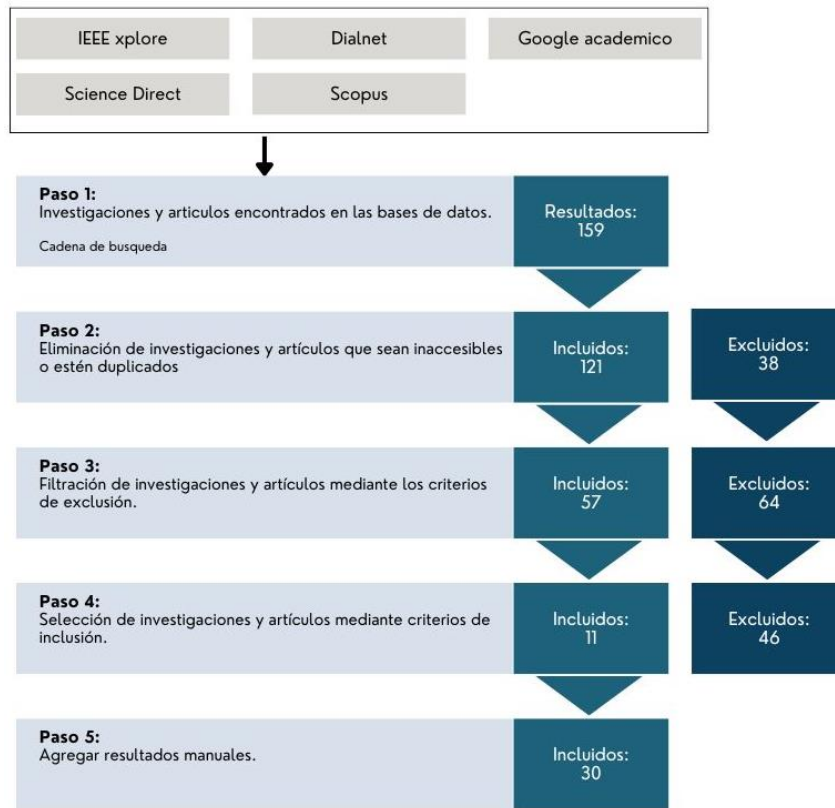 IEEE xplore
Dialnet
Google academico
Science Direct
Scopus
Paso 1:
Investigaciones y articulos encontrados en las bases de datos.
Cadena de busqueda
Resultados:
159
Paso 2:
Eliminación de investigaciones y artículos que sean inaccesibles
o estén duplicados
Incluidos:
121
Excluidos:
38
Paso 3:
Filtración de investigaciones y artículos mediante los criterios
de exclusión.
Incluidos:
57
Excluidos:
64
Paso 4:
Selección de investigaciones y artículos mediante criterios de
inclusión.
Incluidos:
11
Excluidos:
46
Paso 5:
Agregar resultados manuales.
Incluidos:
30